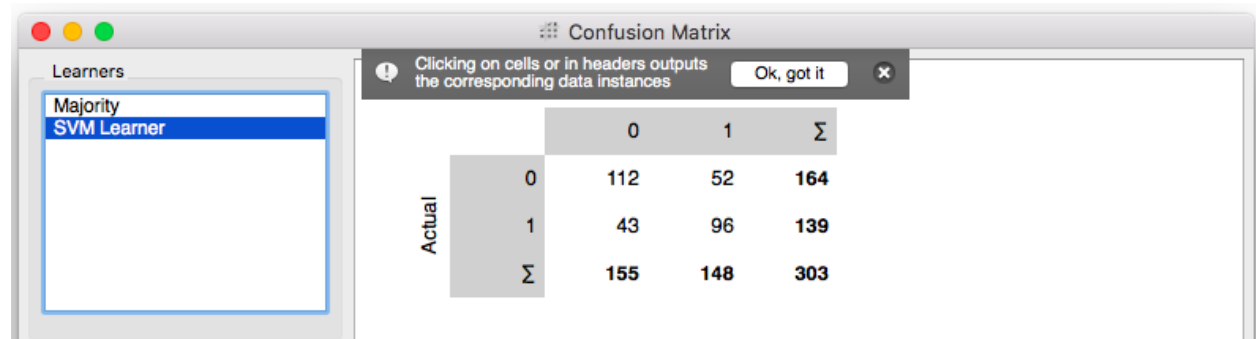 Confusion Matrix
Learners
Majority
SVM Learner
Clicking on cells or in headers outputs
the corresponding data instances
Ok, got it
0 1 Σ
Actual
0 112 52 164
1 43 96 139
Σ 155 148 303